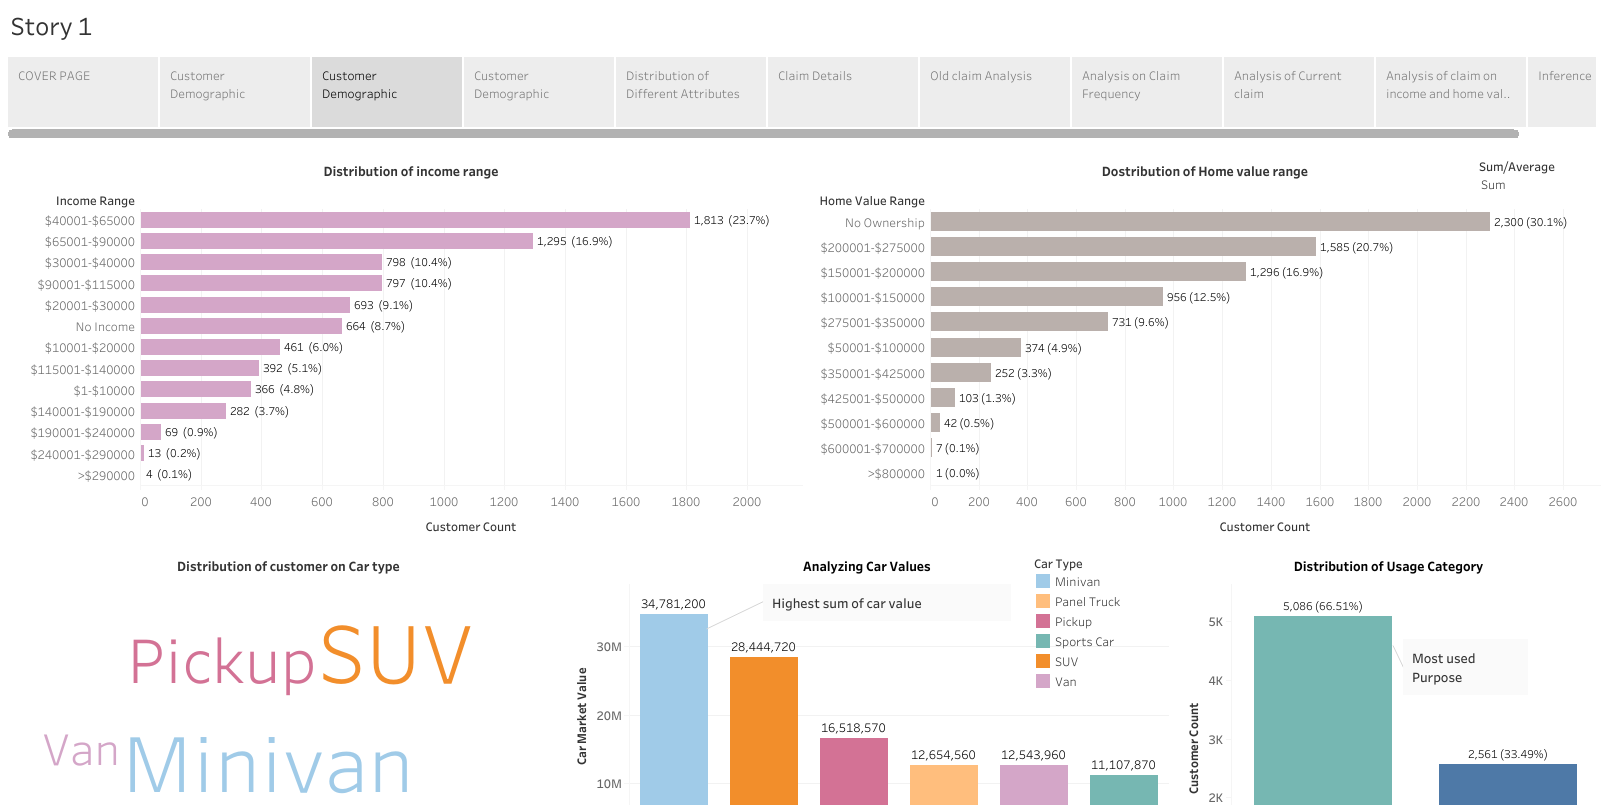 Story 1
COVER PAGE
Customer
Demographic
Customer
Demographic
Customer
Demographic
Distribution of
Different Attributes
Claim Details
Old claim Analysis
Analysis on Claim
Frequency
Analysis of Current
claim
Analysis of claim on
income and home val..
Inference
Distribution of income range
Income Range
$40001-$65000 1,813 (23.7%)
$65001-$90000 1,295 (16.9%)
$30001-$40000 798 (10.4%)
$90001-$115000 797 (10.4%)
$20001-$30000 693 (9.1%)
No Income 664 (8.7%)
$10001-$20000 461 (6.0%)
$115001-$140000 392 (5.1%)
$1-$10000 366 (4.8%)
$140001-$190000 282 (3.7%)
$190001-$240000 69 (0.9%)
$240001-$290000 13 (0.2%)
>$290000 4 (0.1%)
0 200 400 600 800 1000 1200 1400 1600 1800 2000
Customer Count
Dostribution of Home value range
Sum/Average
Sum
Home Value Range
No Ownership 2,300 (30.1%)
$200001-$275000 1,585 (20.7%)
$150001-$200000 1,296 (16.9%)
$100001-$150000 956 (12.5%)
$275001-$350000 731 (9.6%)
$50001-$100000 374 (4.9%)
$350001-$425000 252 (3.3%)
$425001-$500000 103 (1.3%)
$500001-$600000 42 (0.5%)
$600001-$700000 7 (0.1%)
>$800000 1 (0.0%)
0 200 400 600 800 1000 1200 1400 1600 1800 2000 2200 2400 2600
Customer Count
Distribution of customer on Car type
Pickup SUV
Van Minivan
Analyzing Car Values
Car Market Value
30M
20M
10M
34,781,200
28,444,720
16,518,570
12,654,560
12,543,960
11,107,870
Highest sum of car value
Car Type
Minivan
Panel Truck
Pickup
Sports Car
SUV
Van
Distribution of Usage Category
Customer Count
5K
4K
3K
2K
5,086 (66.51%)
Most used
Purpose
2,561 (33.49%)